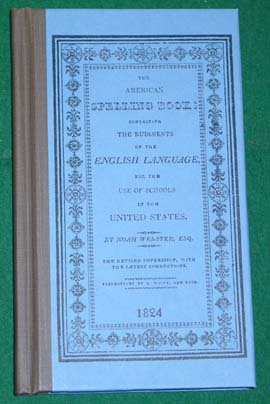 THE
AMERICAN
SPELLING BOOK:
CONTAINING
THE RUDIMENTS
OF THE
ENGLISH LANGUAGE,
FOR THE
USE OF SCHOOLS
IN THE
UNITED STATES.
BY NOAH WEBSTER, ESQ.
THE REVISED IMPRESSION, WITH
THE LATEST CORRECTIONS.
1824